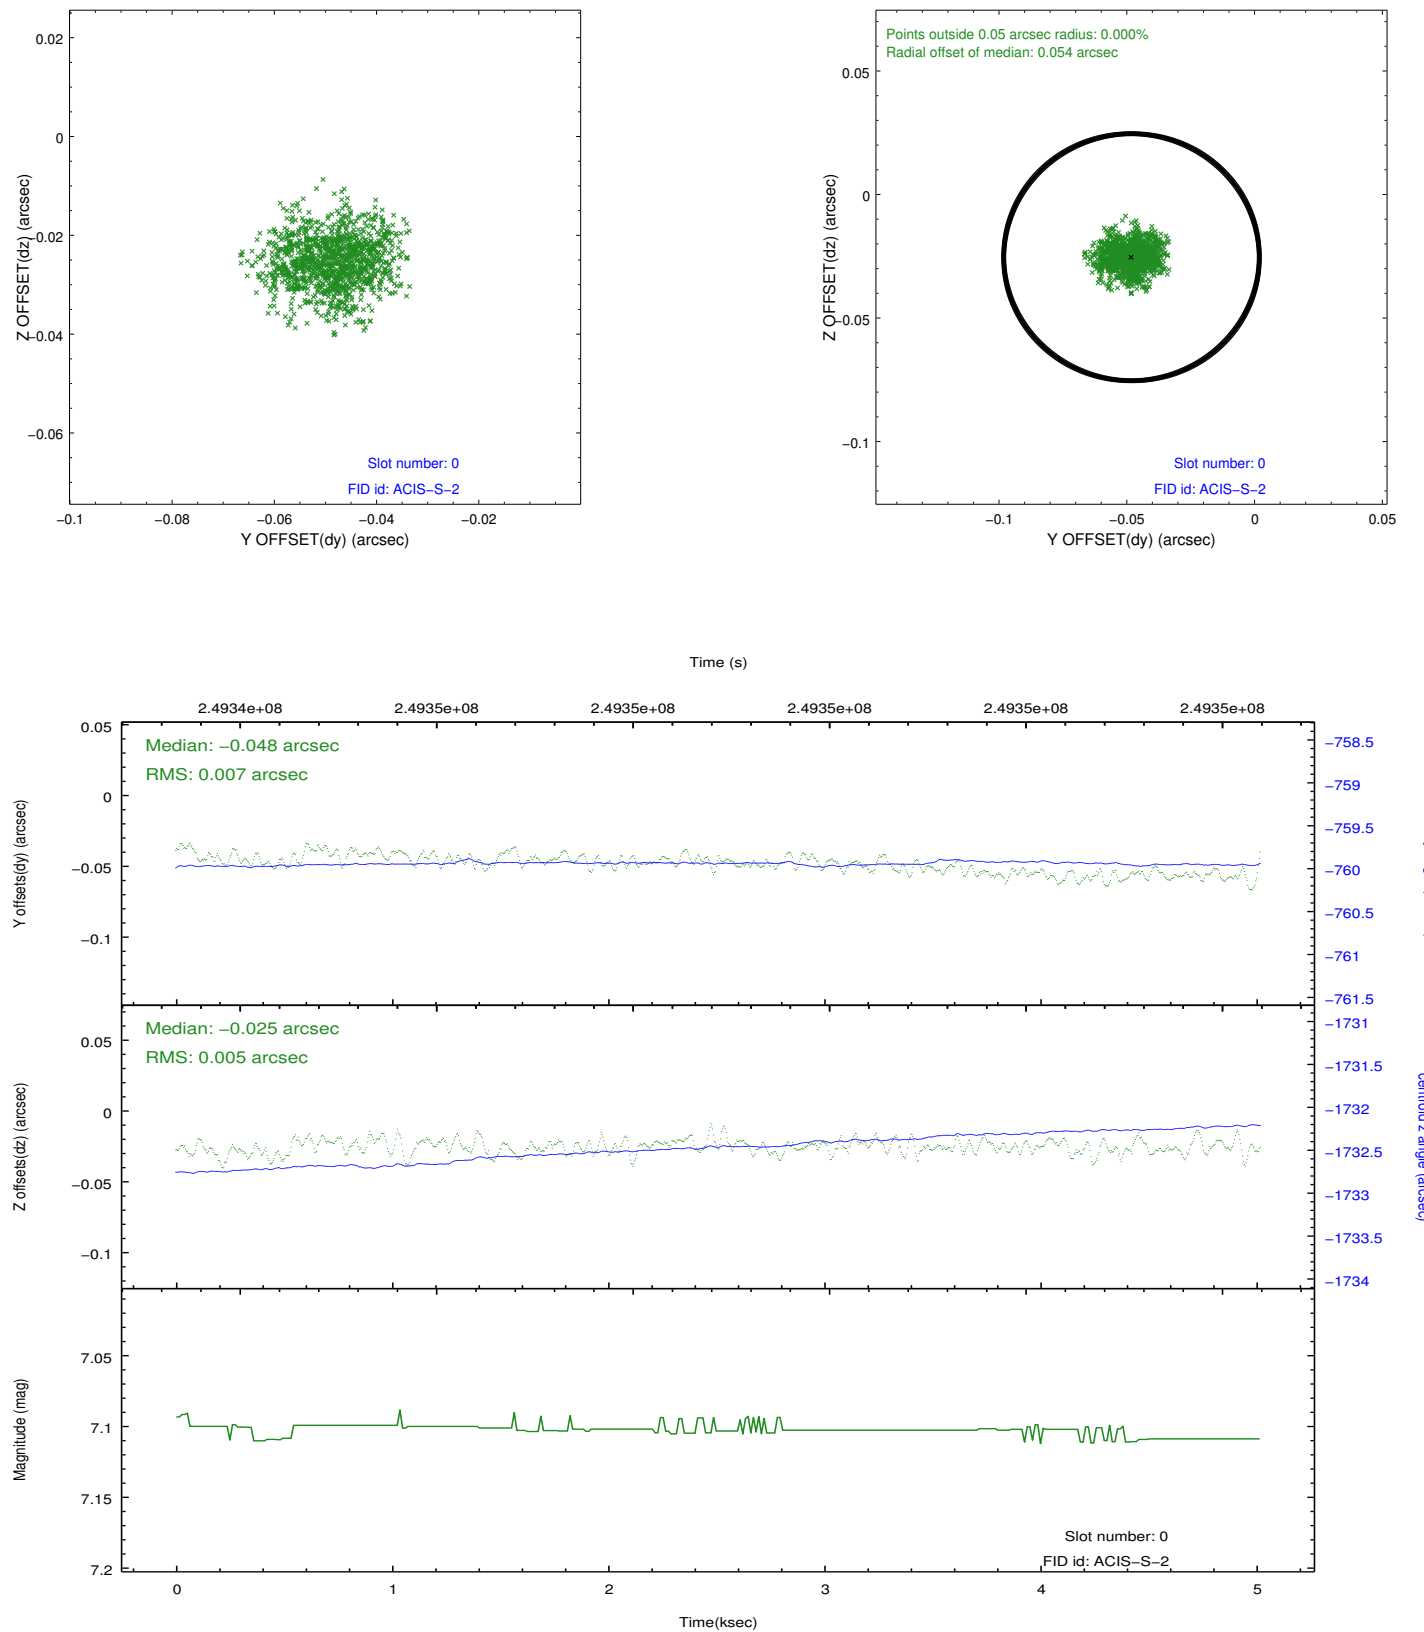 0.02
0
−0.02
−0.04
−0.06
Z OFFSET(dz) (arcsec)
Slot number: 0
FID id: ACIS−S−2
−0.1
−0.08
−0.06
−0.04
−0.02
Y OFFSET(dy) (arcsec)
Points outside 0.05 arcsec radius: 0.000%
Radial offset of median: 0.054 arcsec
0.05
0
−0.05
−0.1
Z OFFSET(dz) (arcsec)
Slot number: 0
FID id: ACIS−S−2
−0.1
−0.05
0
0.05
Y OFFSET(dy) (arcsec)
Time (s)
2.4934e+08
2.4935e+08
2.4935e+08
2.4935e+08
2.4935e+08
2.4935e+08
Median: −0.048 arcsec
RMS: 0.007 arcsec
0.05
0
−0.05
−0.1
Y offsets(dy) (arcsec)
−758.5
−759
−759.5
−760
−760.5
−761
−761.5
Median: −0.025 arcsec
RMS: 0.005 arcsec
0.05
0
−0.05
−0.1
Z offsets(dz) (arcsec)
−1731
−1731.5
−1732
−1732.5
−1733
−1733.5
−1734
centroid z angle (arcsec)
7.05
7.1
7.15
7.2
Magnitude (mag)
Slot number: 0
FID id: ACIS−S−2
0
1
2
3
4
5
Time(ksec)